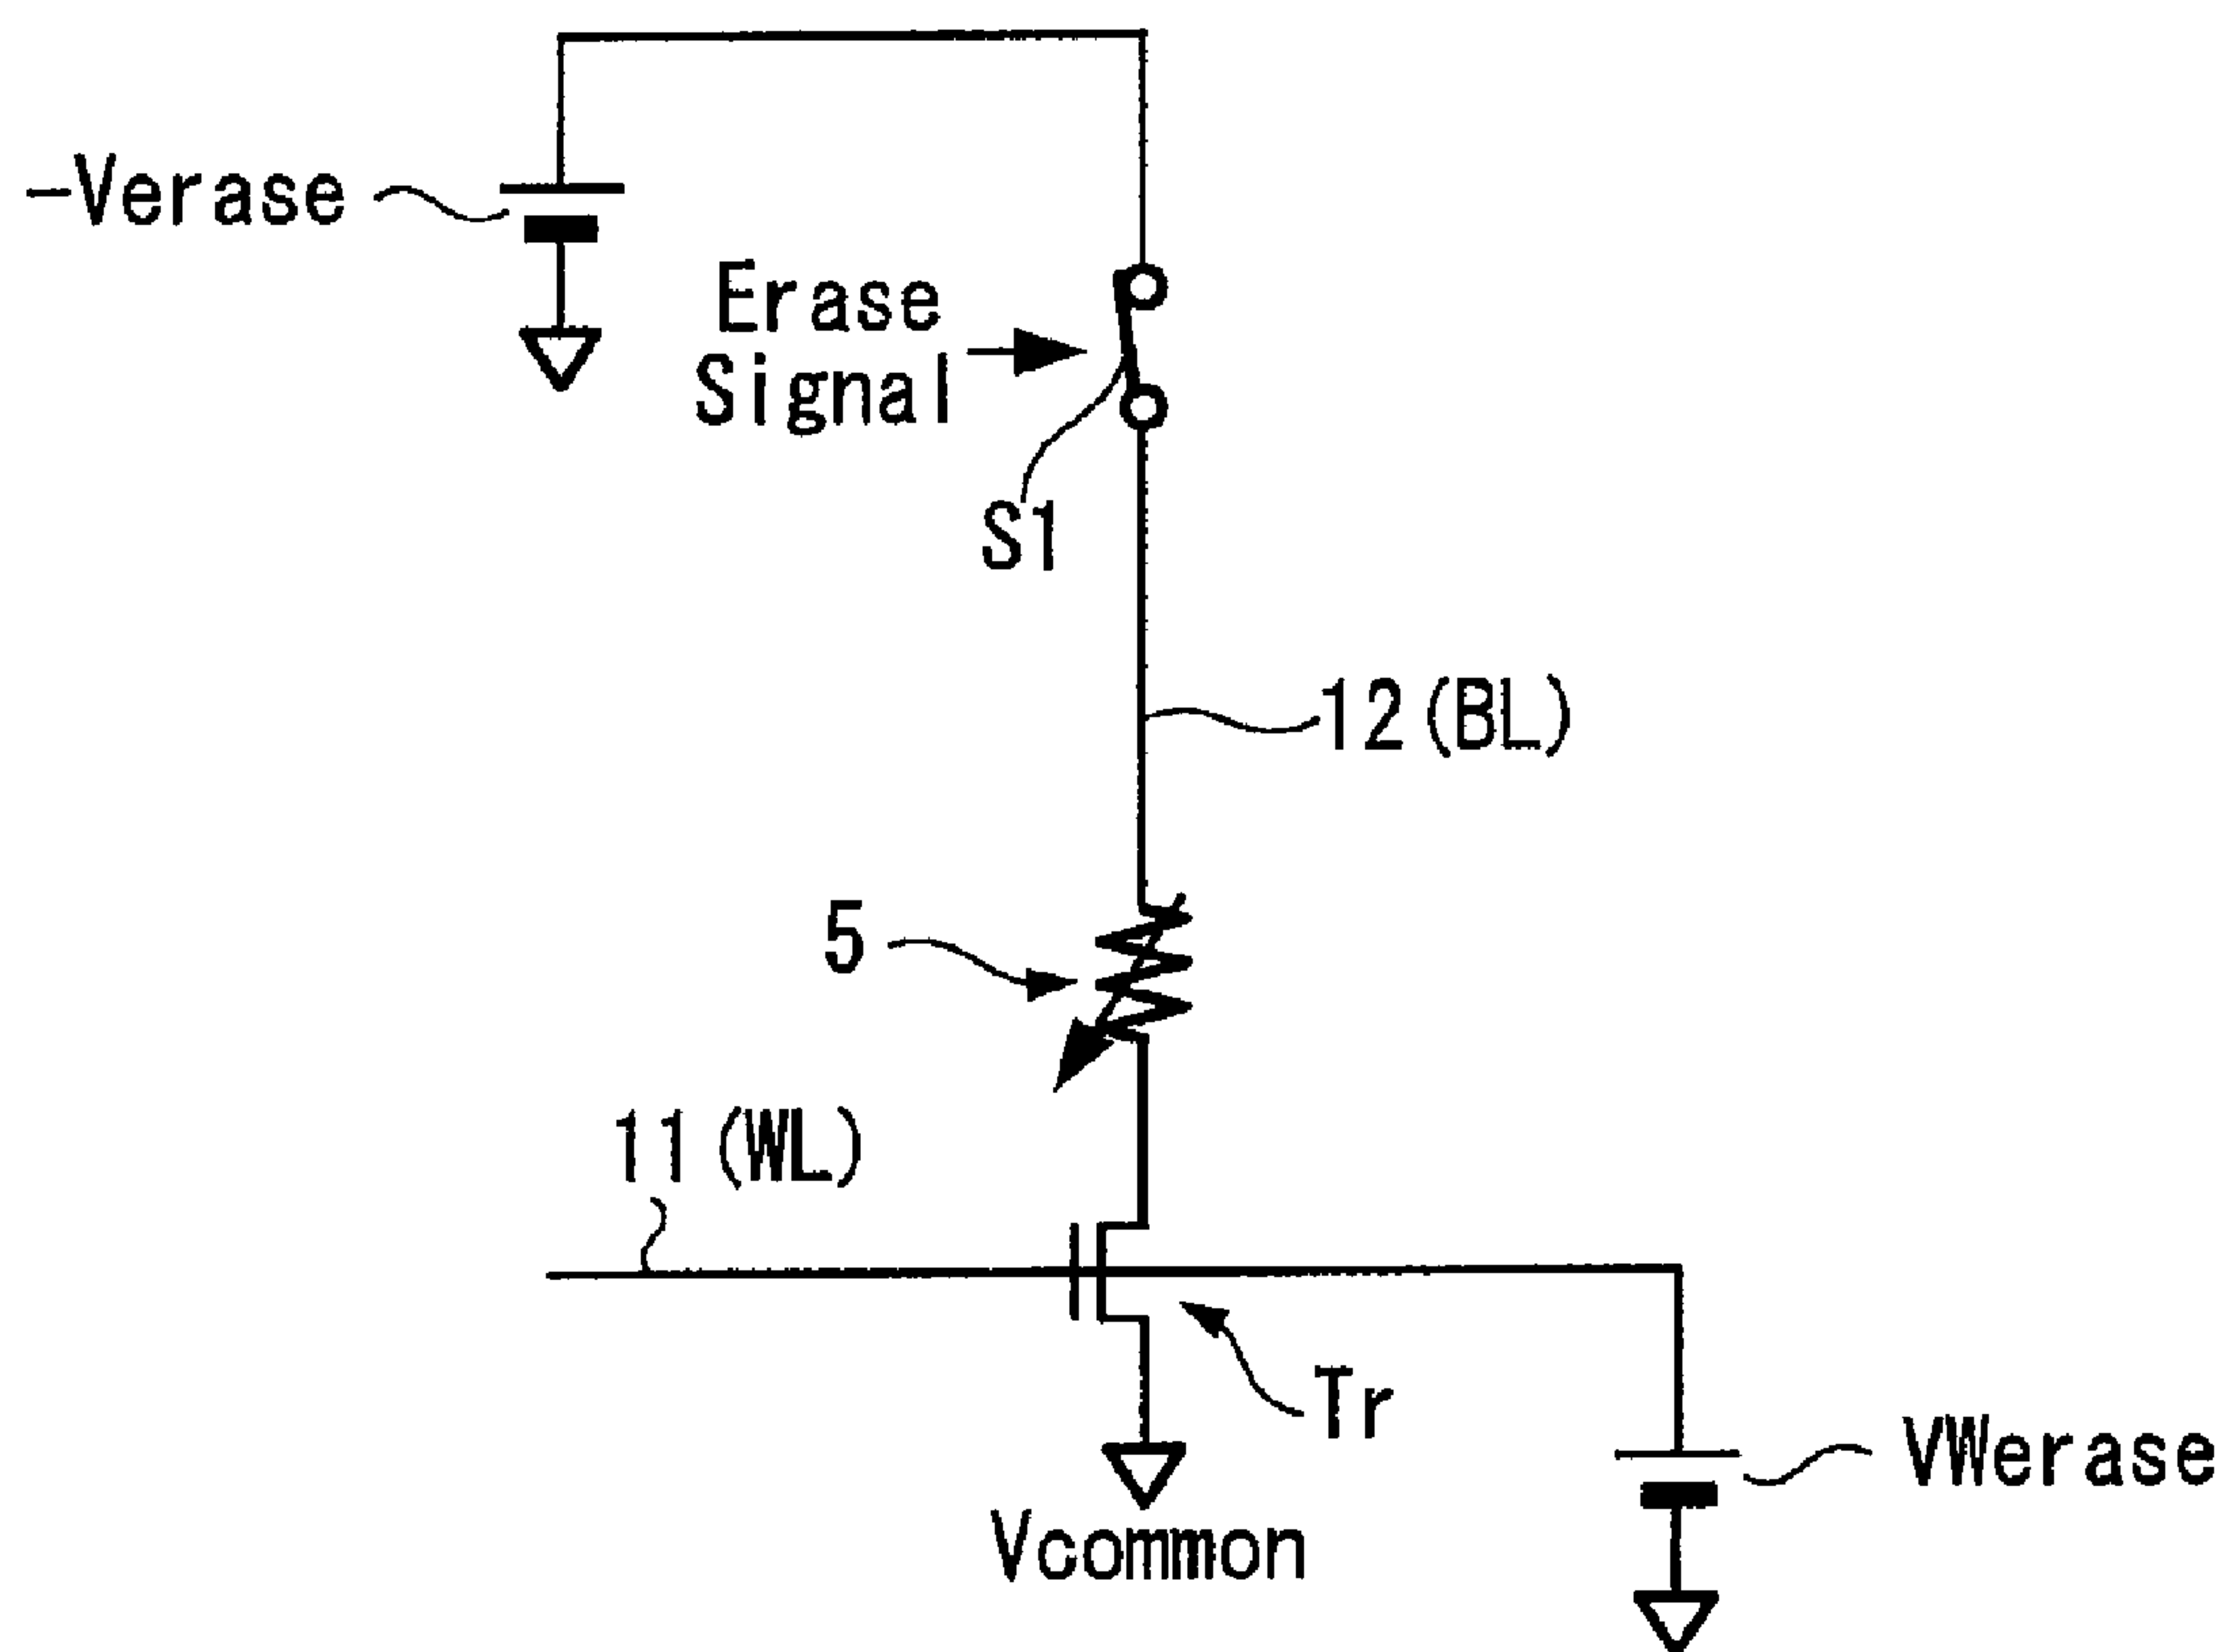 -Verase
Erase
Signal
S1
12(BL)
5
11(WL)
Tr
VWerase
Vcommon